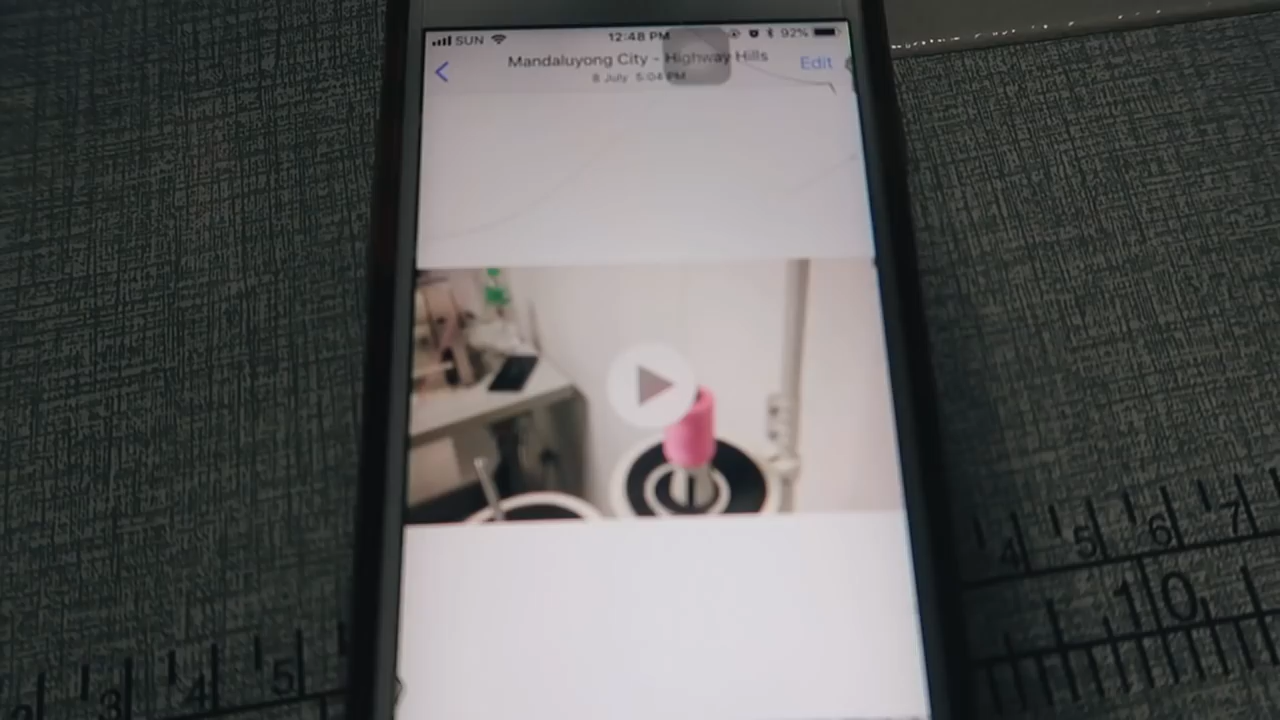 SUN 12:48 PM 92%
Mandaluyong City - Highway Hills Edit
8 July 5:04 PM
4 5 6 7
10
3 4 5